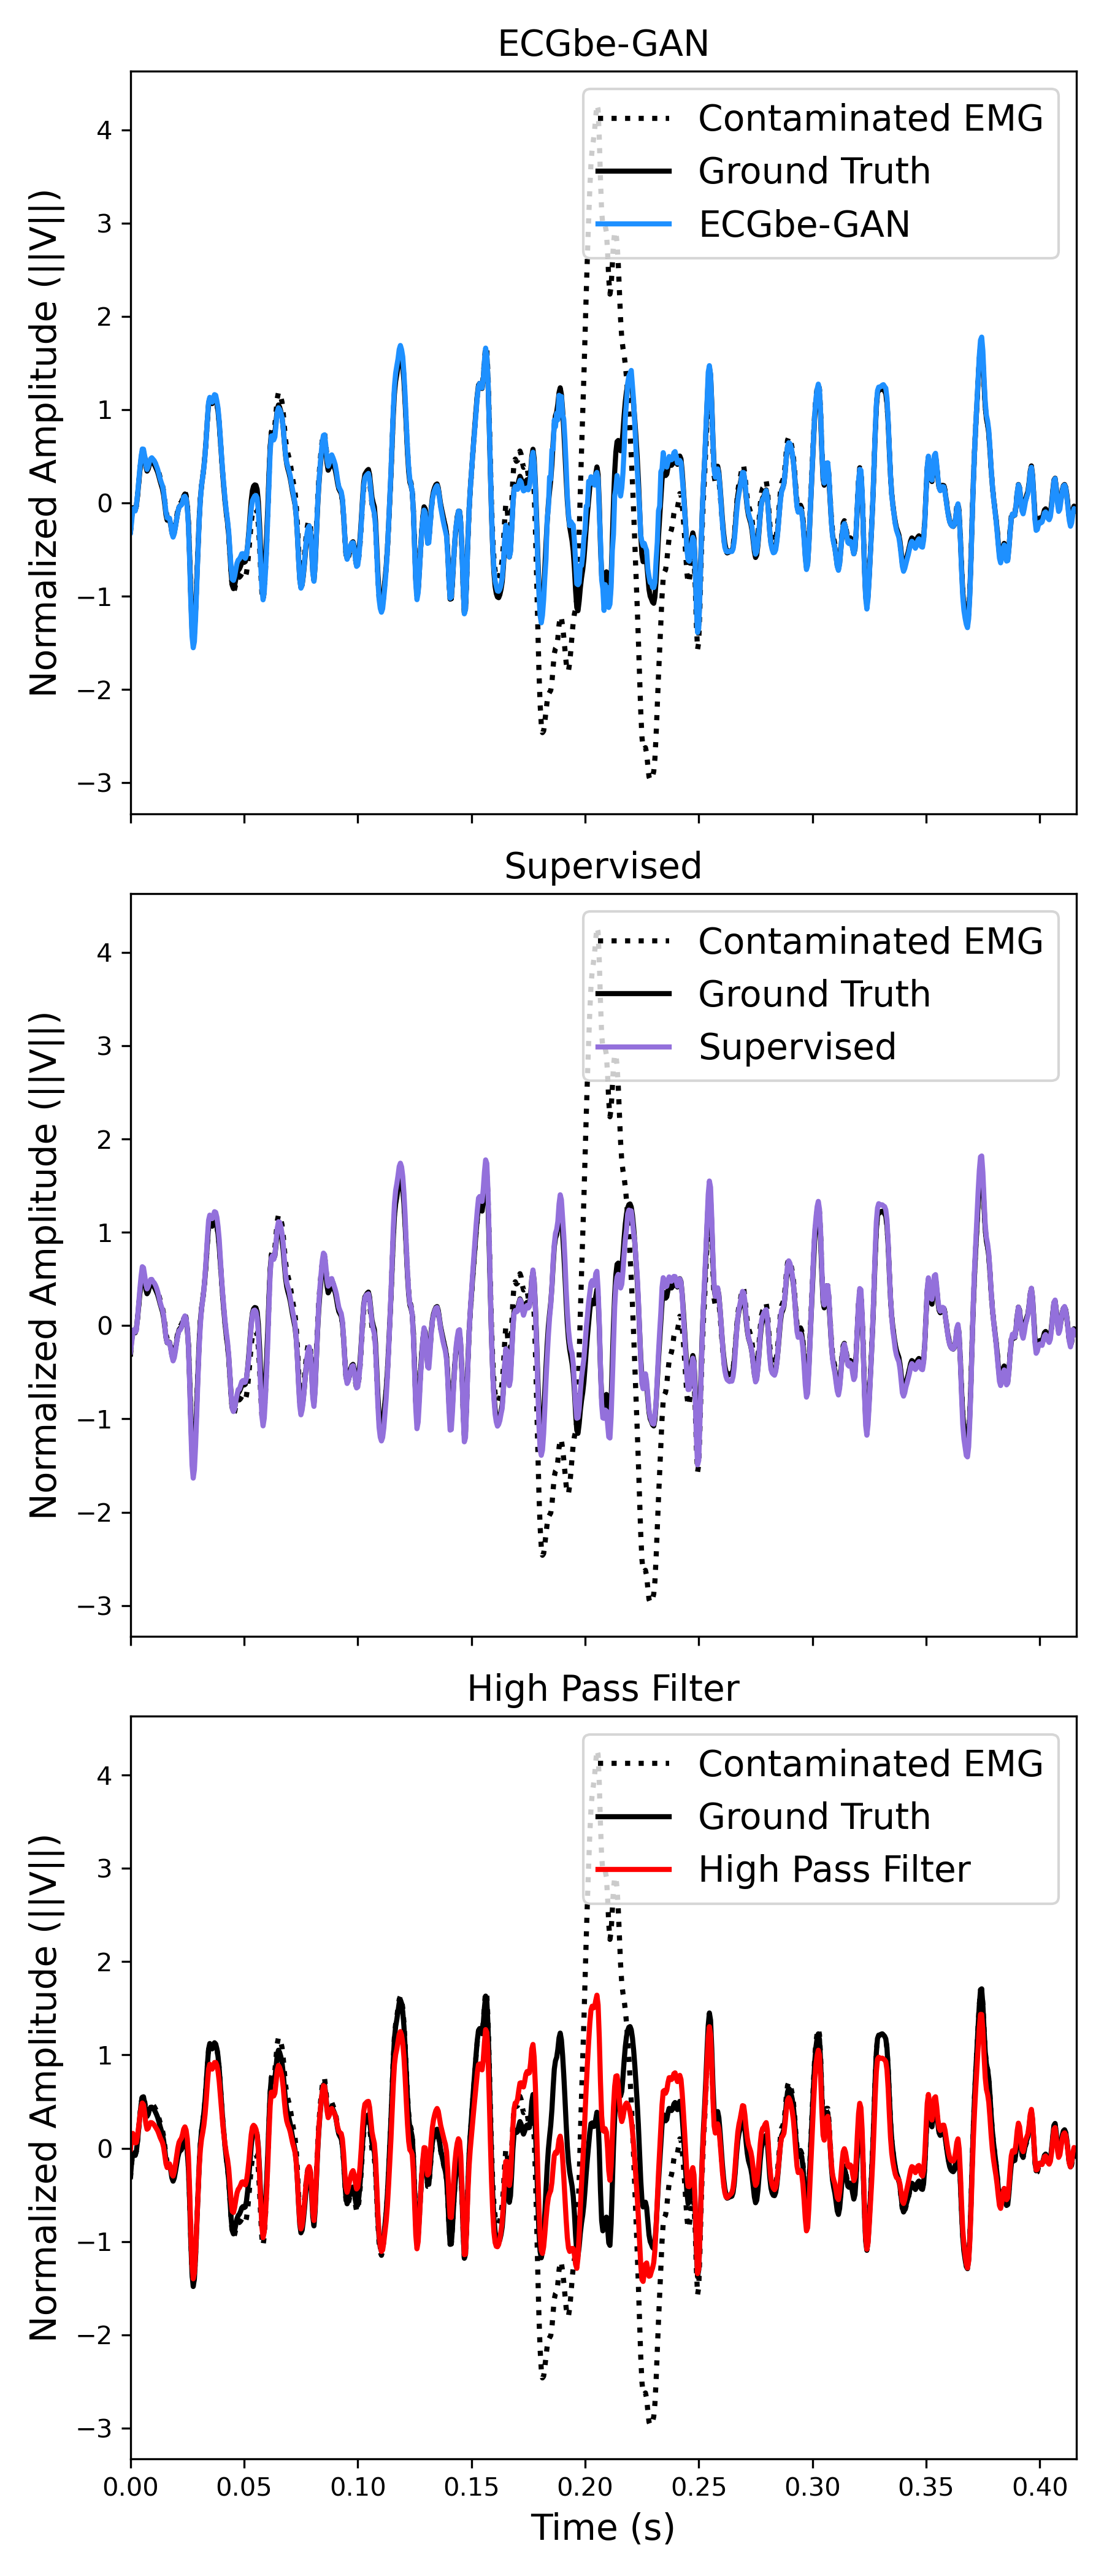 ECGbe-GAN
Contaminated EMG
Ground Truth
ECGbe-GAN
Normalized Amplitude (||V||)
4
3
2
1
0
−1
−2
−3
Supervised
Contaminated EMG
Ground Truth
Supervised
Normalized Amplitude (||V||)
4
3
2
1
0
−1
−2
−3
High Pass Filter
Contaminated EMG
Ground Truth
High Pass Filter
Normalized Amplitude (||V||)
4
3
2
1
0
−1
−2
−3
0.00 0.05 0.10 0.15 0.20 0.25 0.30 0.35 0.40
Time (s)